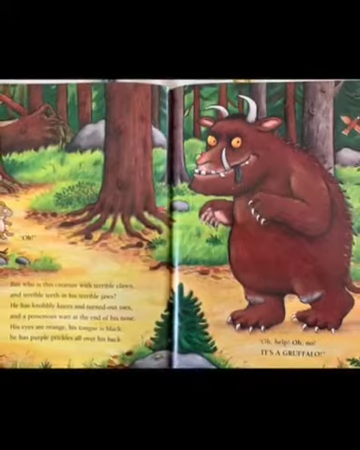 "Oh!"
But who is this creature with terrible claws
and terrible teeth in his terrible jaws?
He has knobbly knees and turned-out toes,
and a poisonous wart at the end of his nose.
His eyes are orange, his tongue is black;
he has purple prickles all over his back.
"Oh, help! Oh, no!
IT'S A GRUFFALO!"